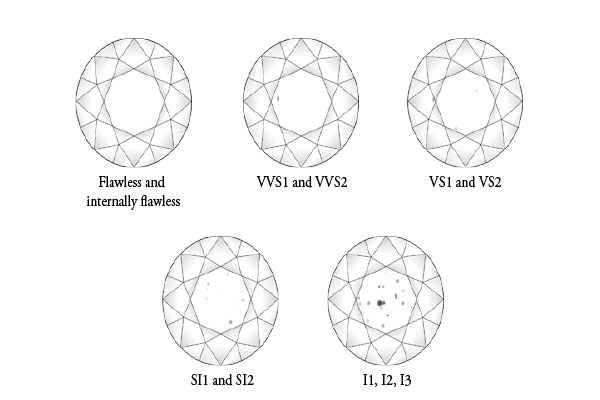 Flawless and
internally flawless
VVS1 and VVS2
VS1 and VS2
SI1 and SI2
I1, I2, I3